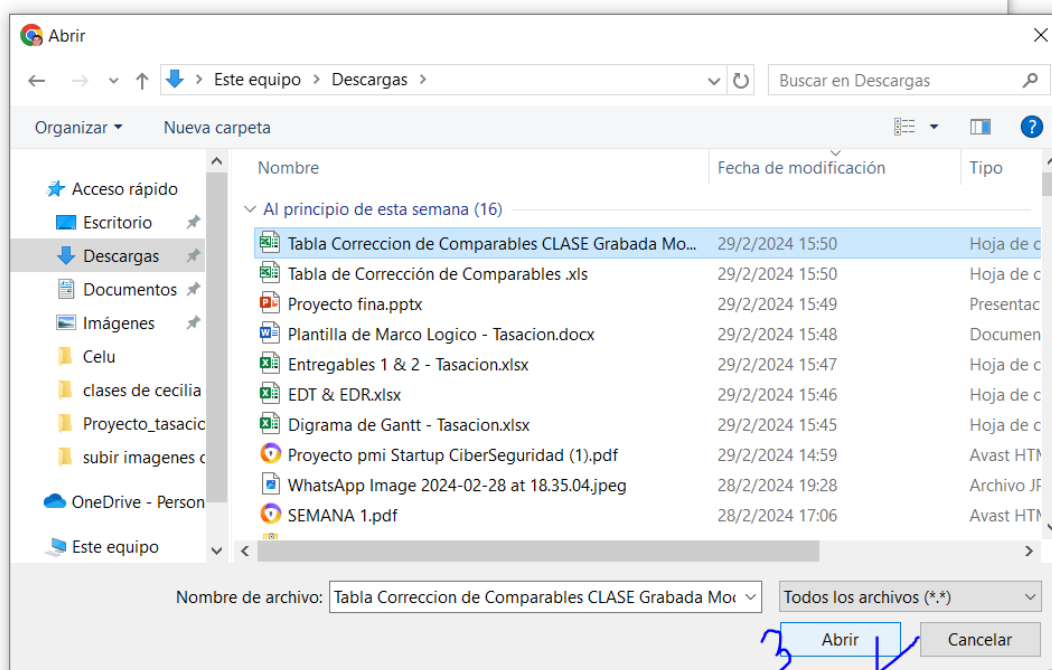 Abrir
Este equipo > Descargas >
Buscar en Descargas
Organizar
Nueva carpeta
?
Nombre
Fecha de modificación
Tipo
Acceso rápido
Escritorio
Descargas
Documentos
Imágenes
Celu
clases de cecilia
Proyecto_tasacio
subir imagenes c
OneDrive - Person
Este equipo
Al principio de esta semana (16)
Tabla Correccion de Comparables CLASE Grabada Mo... 29/2/2024 15:50 Hoja de c
Tabla de Corrección de Comparables .xls 29/2/2024 15:50 Hoja de c
Proyecto fina.pptx 29/2/2024 15:49 Presentac
Plantilla de Marco Logico - Tasacion.docx 29/2/2024 15:48 Documen
Entregables 1 & 2 - Tasacion.xlsx 29/2/2024 15:47 Hoja de c
EDT & EDR.xlsx 29/2/2024 15:46 Hoja de c
Digrama de Gantt - Tasacion.xlsx 29/2/2024 15:45 Hoja de c
Proyecto pmi Startup CiberSeguridad (1).pdf 29/2/2024 14:59 Avast HTM
WhatsApp Image 2024-02-28 at 18.35.04.jpeg 28/2/2024 19:28 Archivo JP
SEMANA 1.pdf 28/2/2024 17:06 Avast HTM
Nombre de archivo: Tabla Correccion de Comparables CLASE Grabada Moc
Todos los archivos (*.*)
3
Abrir
Cancelar